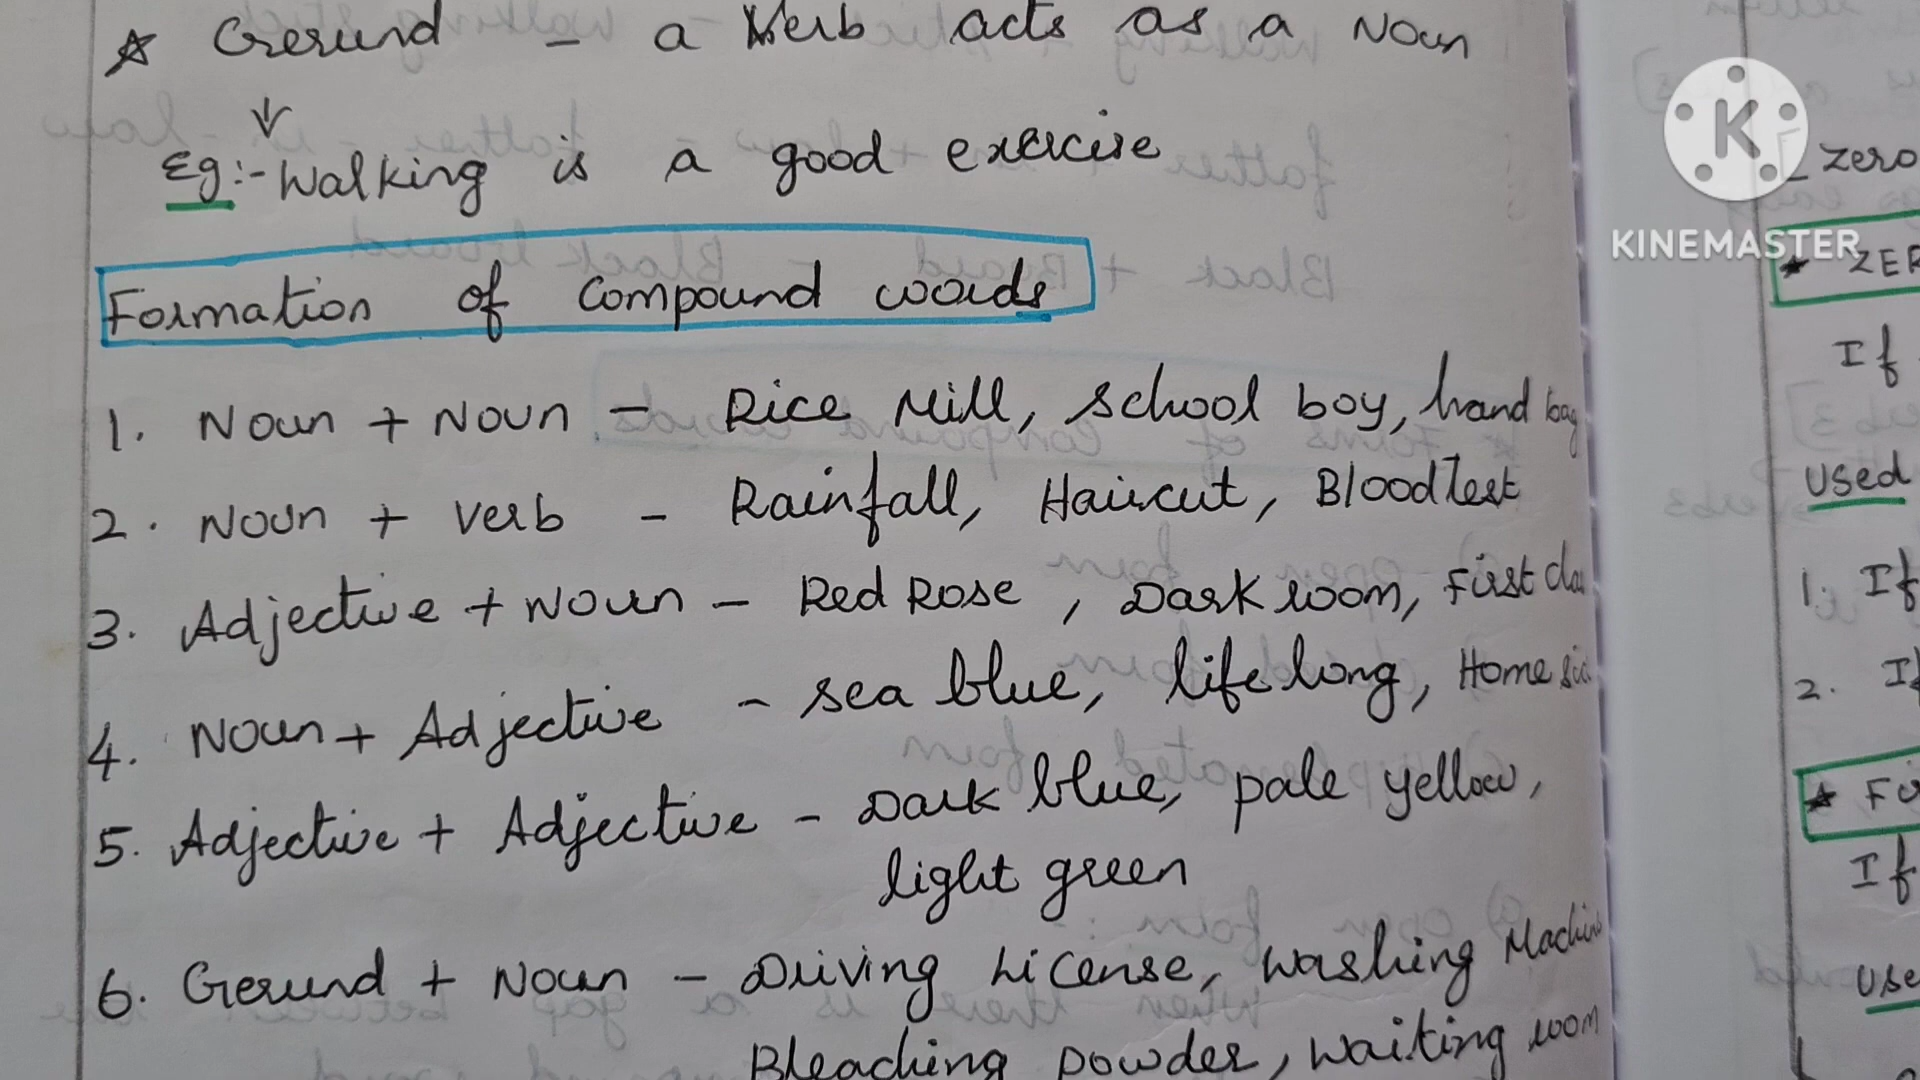 ☆ Gerund - a Verb acts as a Noun
Eg:- Walking is a good exercise
Formation of Compound words
1. Noun + Noun - Rice Mill, school boy, hand bag
2. Noun + Verb - Rainfall, Haircut, Blood Test
3. Adjective + Noun - Red Rose, Dark room, First
4. Noun + Adjective - sea blue, life long, Home
5. Adjective + Adjective - Dark blue, pale yellow,
light green
6. Gerund + Noun - Driving License, Washing Machin
Bleaching powder, waiting room
K
KINEMASTER
zero
★ ZER
If
Used
1. If
2. If
★ Fir
If
Use